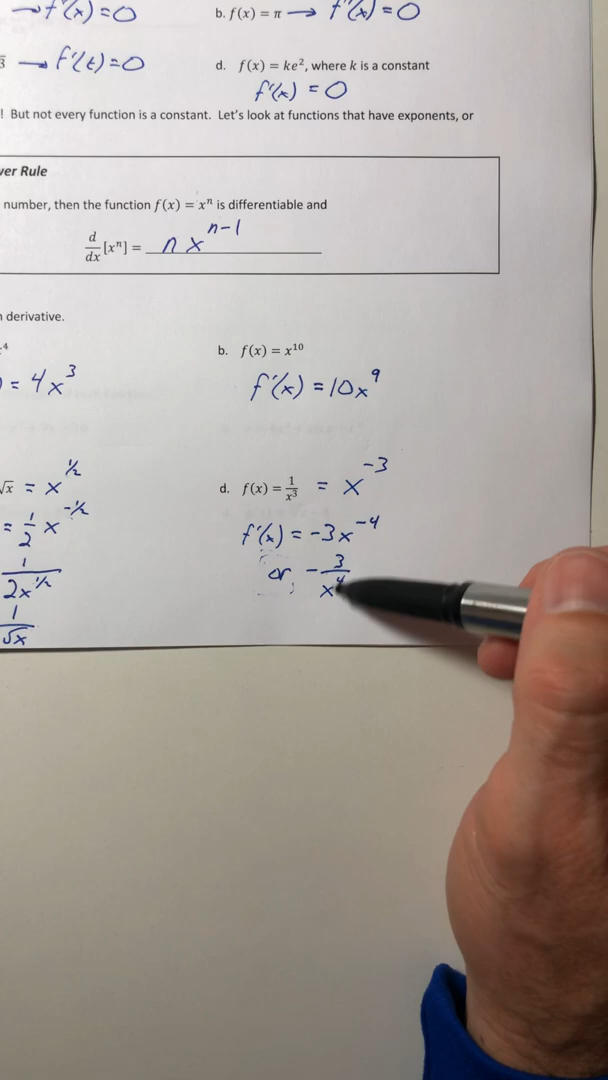 →f'(x)=0
b. f(x) = π → f'(x)=0
3 → f'(t)=0
d. f(x) = ke², where k is a constant
f'(x) = 0
! But not every function is a constant. Let's look at functions that have exponents, or
ver Rule
number, then the function f(x) = xⁿ is differentiable and
d/dx [xⁿ] = n x^(n-1)
derivative.
4
b. f(x) = x¹⁰
= 4x³
f'(x) = 10x⁹
√x = x^(1/2)
d. f(x) = 1/x³ = x⁻³
= 1/2 x^(-1/2)
f'(x) = -3x⁻⁴
1/(2x^(1/2))
or - 3/x⁴
1/√x